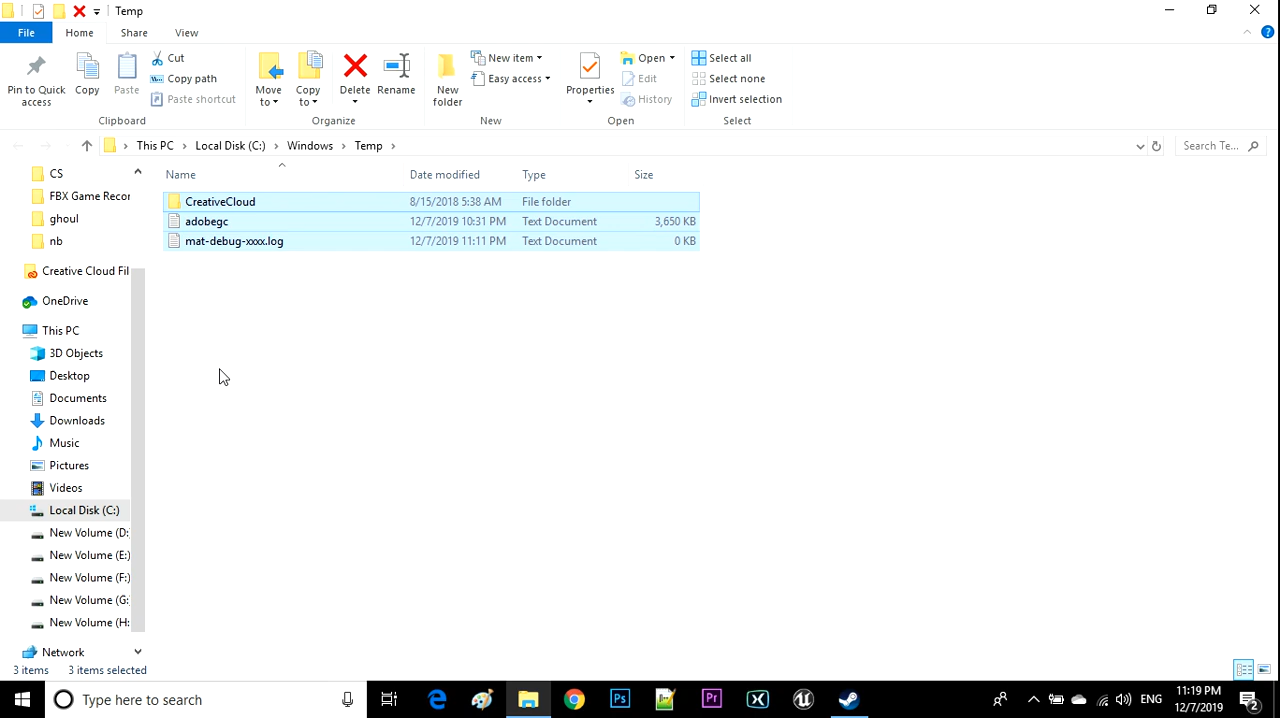 Temp
File Home Share View
Pin to Quick access
Copy
Paste
Cut
Copy path
Paste shortcut
Clipboard
Move to
Copy to
Delete
Rename
Organize
New folder
New item
Easy access
New
Properties
Open
Edit
History
Open
Select all
Select none
Invert selection
Select
This PC Local Disk (C:) Windows Temp
Search Te...
Name Date modified Type Size
CreativeCloud 8/15/2018 5:38 AM File folder
adobegc 12/7/2019 10:31 PM Text Document 3,650 KB
mat-debug-xxxx.log 12/7/2019 11:11 PM Text Document 0 KB
CS
FBX Game Recor
ghoul
nb
Creative Cloud Fil
OneDrive
This PC
3D Objects
Desktop
Documents
Downloads
Music
Pictures
Videos
Local Disk (C:)
New Volume (D:
New Volume (E:)
New Volume (F:)
New Volume (G:
New Volume (H:
Network
3 items 3 items selected
Type here to search
Ps
Pr
ENG
11:19 PM
12/7/2019
2